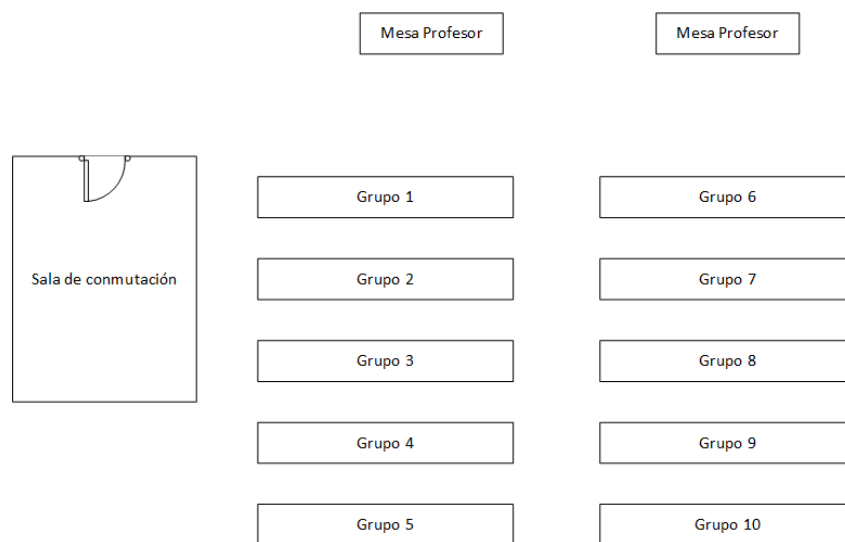 Mesa Profesor
Mesa Profesor
Sala de conmutación
Grupo 1
Grupo 2
Grupo 3
Grupo 4
Grupo 5
Grupo 6
Grupo 7
Grupo 8
Grupo 9
Grupo 10